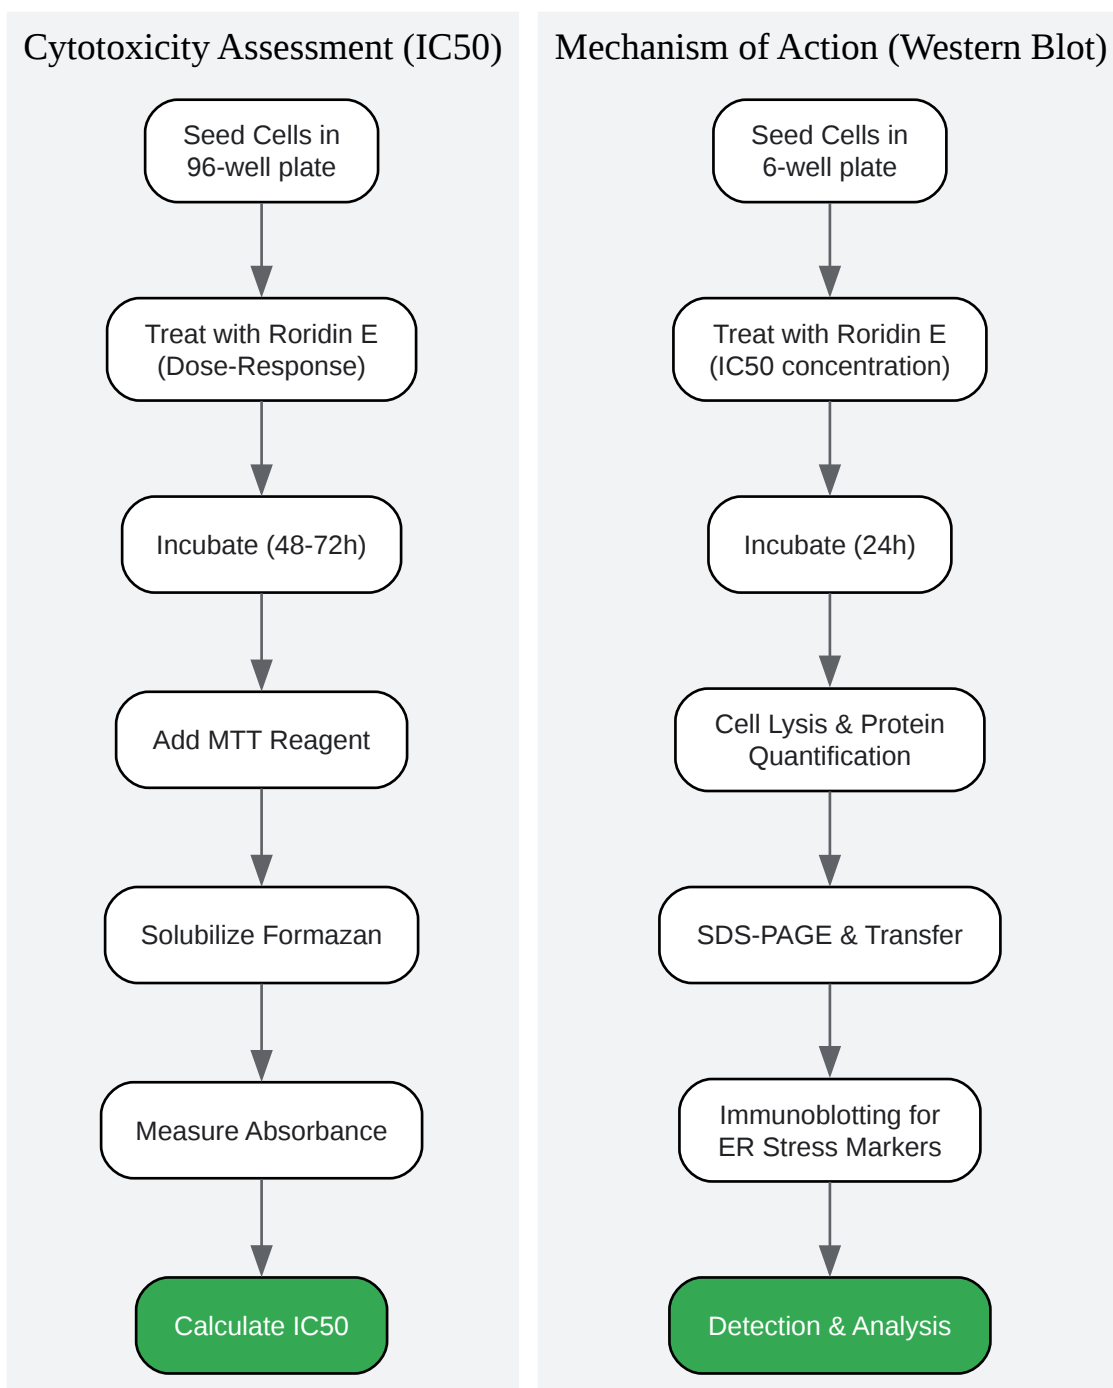 Cytotoxicity Assessment (IC50)
Seed Cells in
96-well plate
Treat with Roridin E
(Dose-Response)
Incubate (48-72h)
Add MTT Reagent
Solubilize Formazan
Measure Absorbance
Calculate IC50
Mechanism of Action (Western Blot)
Seed Cells in
6-well plate
Treat with Roridin E
(IC50 concentration)
Incubate (24h)
Cell Lysis & Protein
Quantification
SDS-PAGE & Transfer
Immunoblotting for
ER Stress Markers
Detection & Analysis